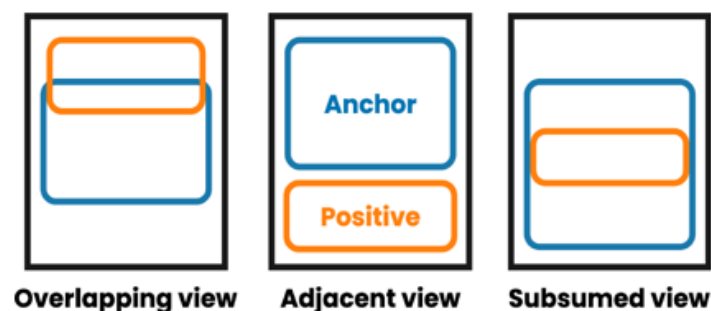 Anchor
Positive
Overlapping view
Adjacent view
Subsumed view